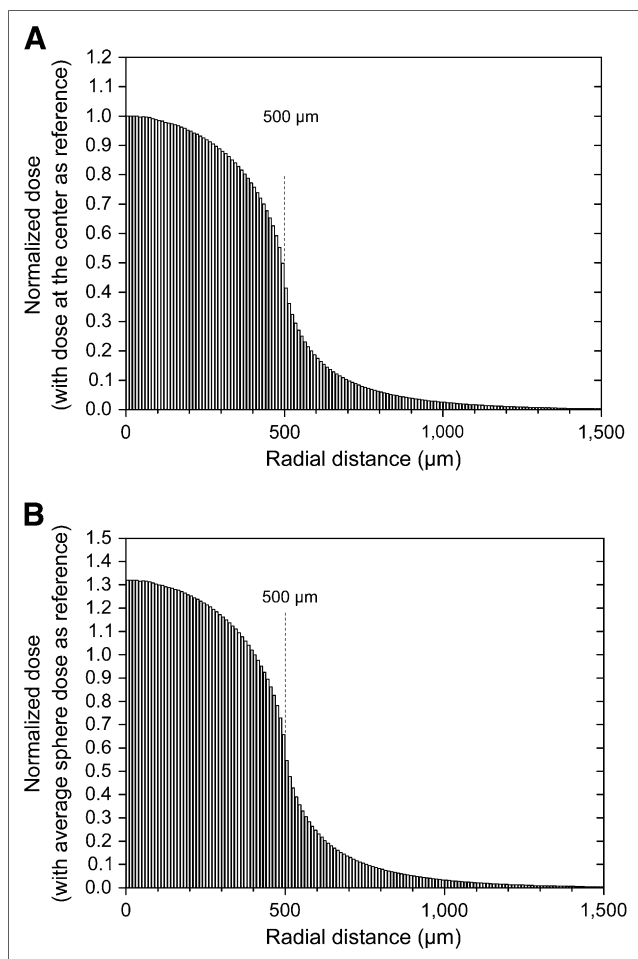 A
Normalized dose
(with dose at the center as reference)
1.2
1.1
1.0
0.9
0.8
0.7
0.6
0.5
0.4
0.3
0.2
0.1
0.0
500 μm
0 500 1,000 1,500
Radial distance (μm)
B
Normalized dose
(with average sphere dose as reference)
1.5
1.4
1.3
1.2
1.1
1.0
0.9
0.8
0.7
0.6
0.5
0.4
0.3
0.2
0.1
0.0
500 μm
0 500 1,000 1,500
Radial distance (μm)